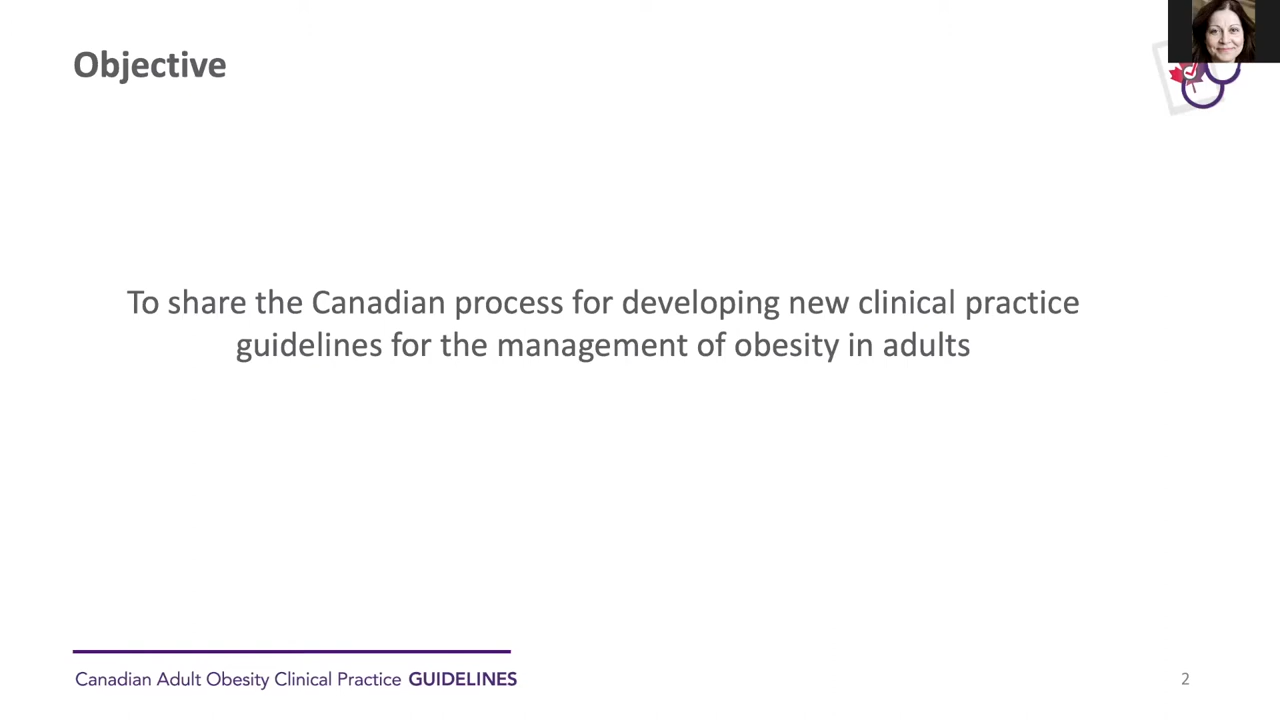 Objective
To share the Canadian process for developing new clinical practice
guidelines for the management of obesity in adults
Canadian Adult Obesity Clinical Practice GUIDELINES
2